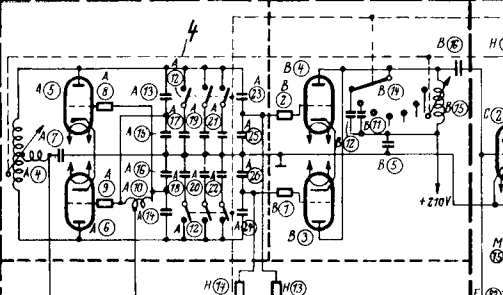 4
B 16
H
A 5
A 8
A 13
A 12
A 23
B 4
B 14
B 2
B 15
17
19
21
B 11
C 2
A 7
A 15
A 25
B 12
B 5
A 4
A 16
18
20
22
A 26
A 9
A 10
+210V
A 14
A 12
A 24
B 1
A 6
B 3
M
H 14
H 13